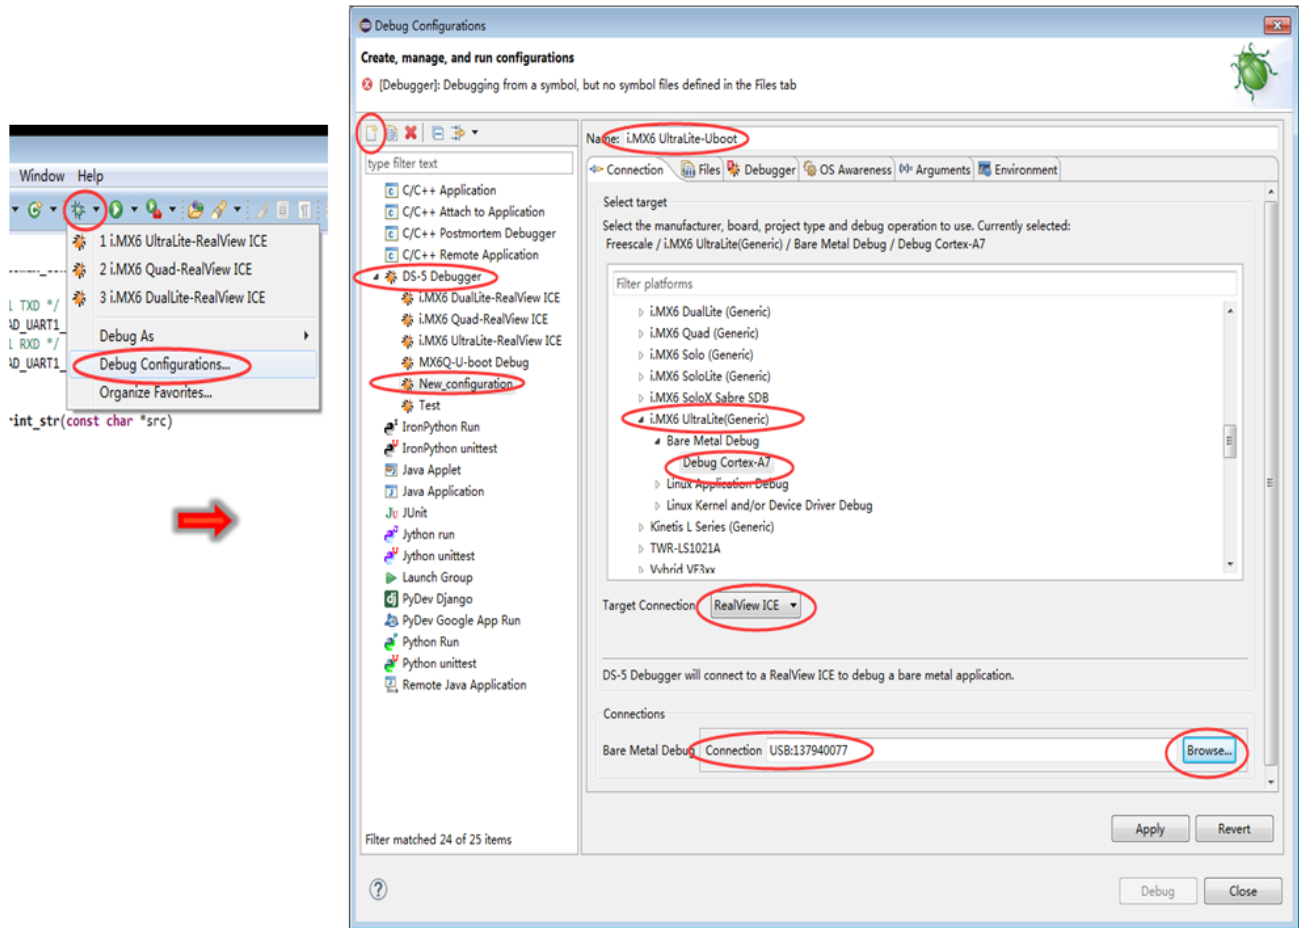 Window Help
1 i.MX6 UltraLite-RealView ICE
2 i.MX6 Quad-RealView ICE
3 i.MX6 DualLite-RealView ICE
Debug As
Debug Configurations...
Organize Favorites...
L TXD */
AD_UART1_
L RXD */
AD_UART1_
int_str(const char *src)
Debug Configurations
Create, manage, and run configurations
[Debugger]: Debugging from a symbol, but no symbol files defined in the Files tab
type filter text
C/C++ Application
C/C++ Attach to Application
C/C++ Postmortem Debugger
C/C++ Remote Application
DS-5 Debugger
i.MX6 DualLite-RealView ICE
i.MX6 Quad-RealView ICE
i.MX6 UltraLite-RealView ICE
MX6Q-U-boot Debug
New_configuration
Test
IronPython Run
IronPython unittest
Java Applet
Java Application
JUnit
Jython run
Jython unittest
Launch Group
PyDev Django
PyDev Google App Run
Python Run
Python unittest
Remote Java Application
Filter matched 24 of 25 items
Name: i.MX6 UltraLite-Uboot
Connection Files Debugger OS Awareness Arguments Environment
Select target
Select the manufacturer, board, project type and debug operation to use. Currently selected:
Freescale / i.MX6 UltraLite(Generic) / Bare Metal Debug / Debug Cortex-A7
Filter platforms
i.MX6 DualLite (Generic)
i.MX6 Quad (Generic)
i.MX6 Solo (Generic)
i.MX6 SoloLite (Generic)
i.MX6 SoloX Sabre SDB
i.MX6 UltraLite(Generic)
Bare Metal Debug
Debug Cortex-A7
Linux Application Debug
Linux Kernel and/or Device Driver Debug
Kinetis L Series (Generic)
TWR-LS1021A
Vybrid VF3xx
Target Connection RealView ICE
DS-5 Debugger will connect to a RealView ICE to debug a bare metal application.
Connections
Bare Metal Debug Connection USB:137940077 Browse...
Apply Revert
Debug Close